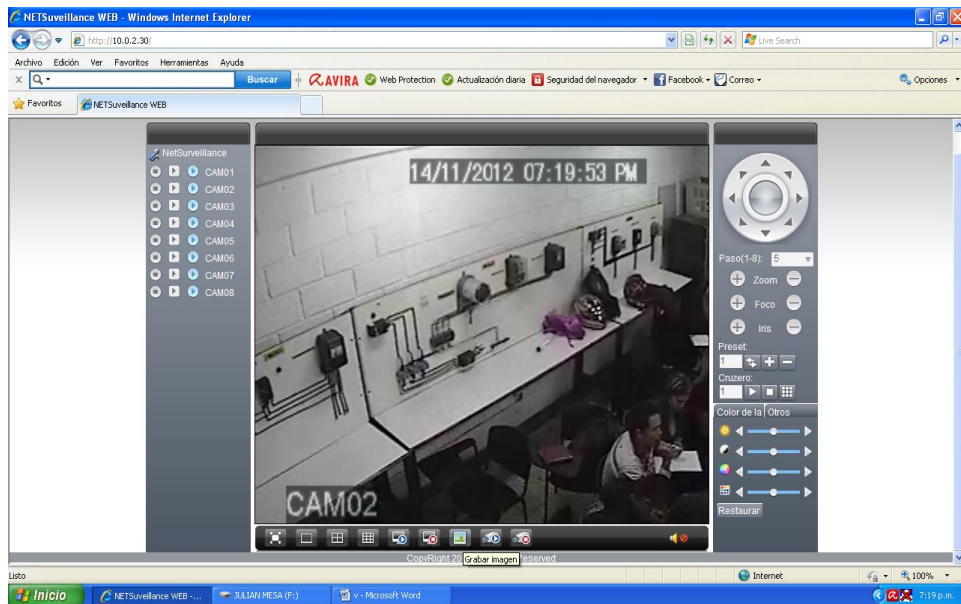 NETSuveillance WEB - Windows Internet Explorer
http://10.0.2.30/
Live Search
Archivo Edición Ver Favoritos Herramientas Ayuda
x Buscar AVIRA Web Protection Actualización diaria Seguridad del navegador Facebook Correo Opciones
Favoritos NETSuveillance WEB
NetSurveillance
CAM01
CAM02
CAM03
CAM04
CAM05
CAM06
CAM07
CAM08
14/11/2012 07:19:53 PM
CAM02
Paso(1-8): 5
Zoom
Foco
Iris
Preset:
1
Cruzero:
1
Color de la Otros
Restaurar
CopyRight 20 Grabar imagen eserved
Listo Internet 100%
Inicio NETSuveillance WEB -... JULIAN MESA (F:) v - Microsoft Word 7:19 p.m.